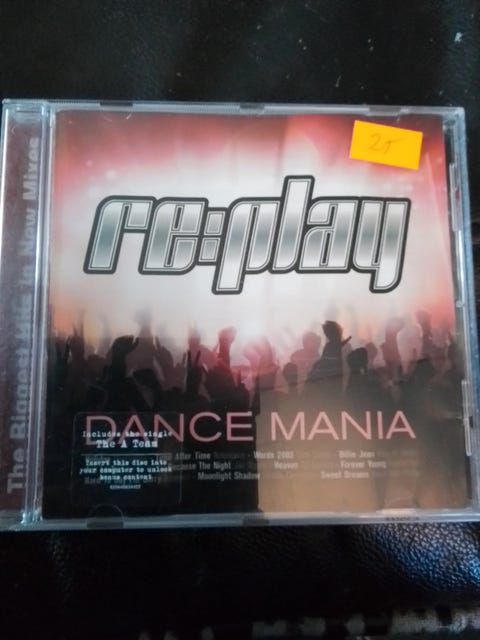 The Biggest Hits in New Mixes
25
re:play
DANCE MANIA
Includes the single
The A Team
Insert this disc into
your computer to unlock
bonus content
After Time Words 2002 Billie Jean
Because The Night Heaven Forever Young
Moonlight Shadow Sweet Dreams